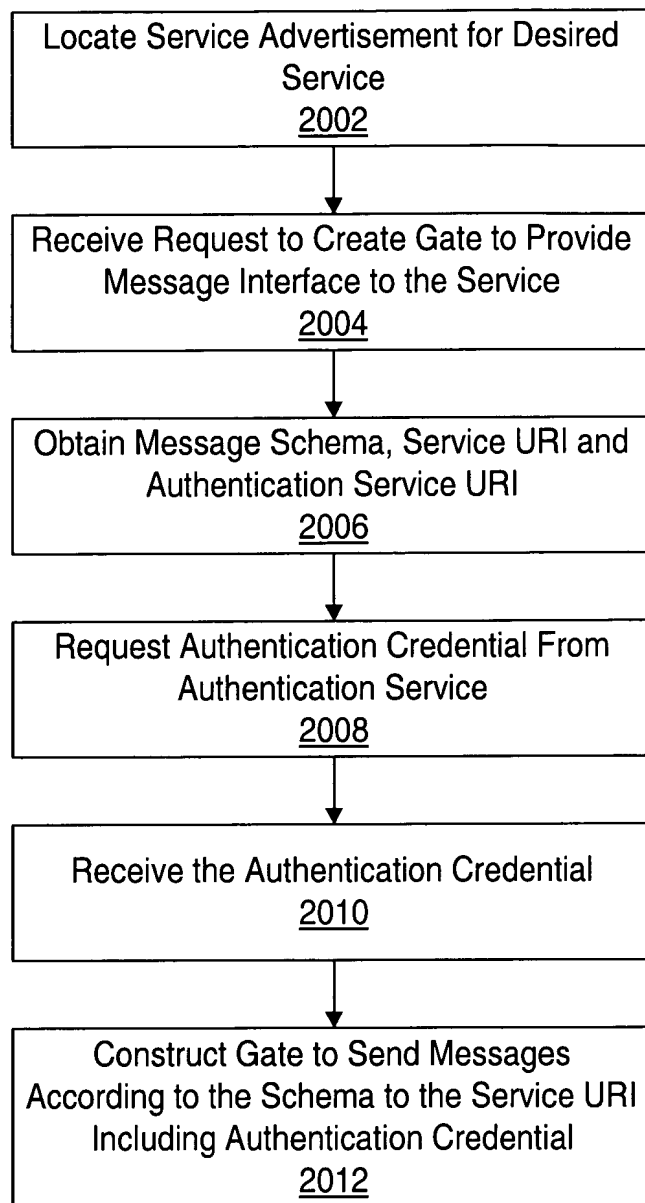 Locate Service Advertisement for Desired
Service
2002
Receive Request to Create Gate to Provide
Message Interface to the Service
2004
Obtain Message Schema, Service URI and
Authentication Service URI
2006
Request Authentication Credential From
Authentication Service
2008
Receive the Authentication Credential
2010
Construct Gate to Send Messages
According to the Schema to the Service URI
Including Authentication Credential
2012